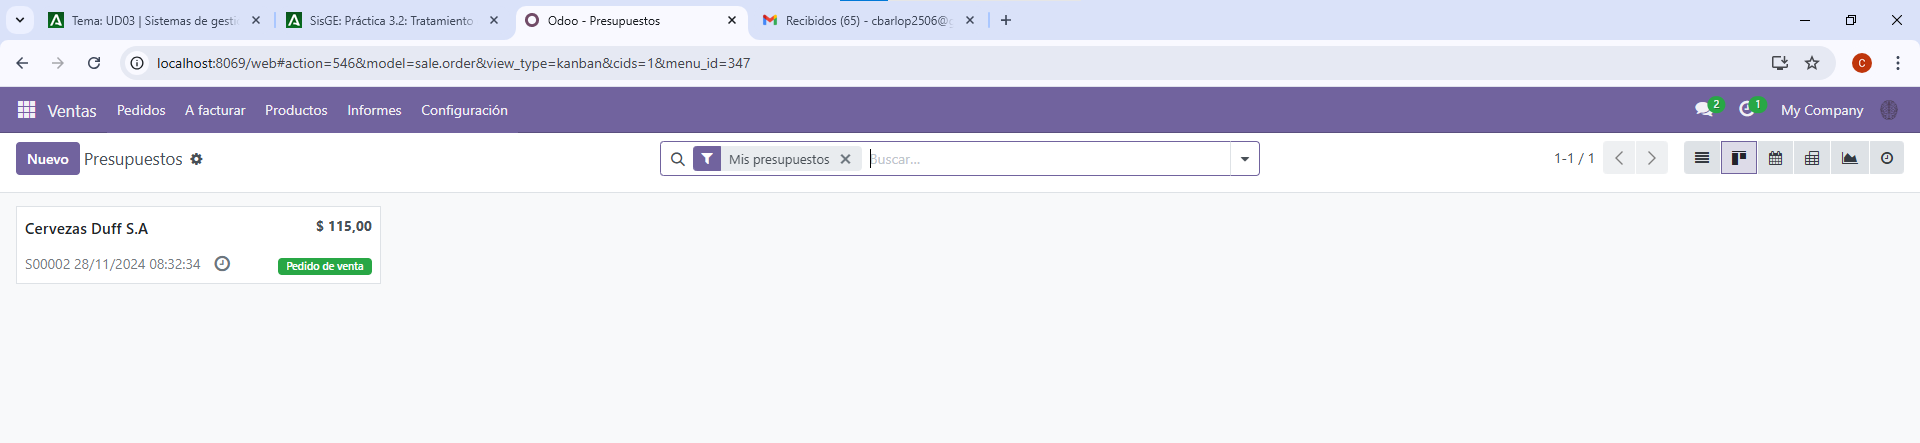 Tema: UD03 | Sistemas de gesti
SisGE: Práctica 3.2: Tratamiento
Odoo - Presupuestos
Recibidos (65) - cbarlop2506@g
localhost:8069/web#action=546&model=sale.order&view_type=kanban&cids=1&menu_id=347
C
Ventas Pedidos A facturar Productos Informes Configuración 2 1 My Company
Nuevo Presupuestos Mis presupuestos Buscar... 1-1 / 1
Cervezas Duff S.A $ 115,00
S00002 28/11/2024 08:32:34 Pedido de venta